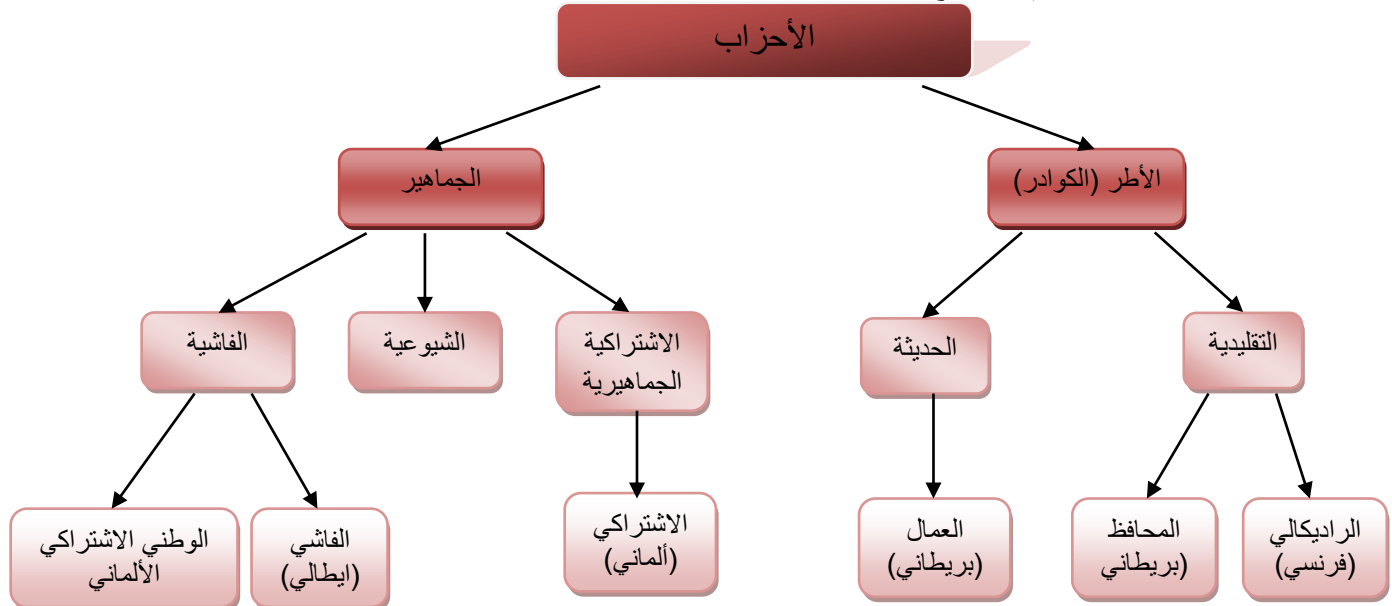 الأحزاب
الأطر (الكوادر)
الجماهير
التقليدية
الحديثة
الاشتراكية
الجماهيرية
الشيوعية
الفاشية
الراديكالي
(فرنسي)
المحافظ
(بريطاني
العمال
(بريطاني)
الاشتراكي
(ألماني)
الفاشي
(ايطالي)
الوطني الاشتراكي
الألماني